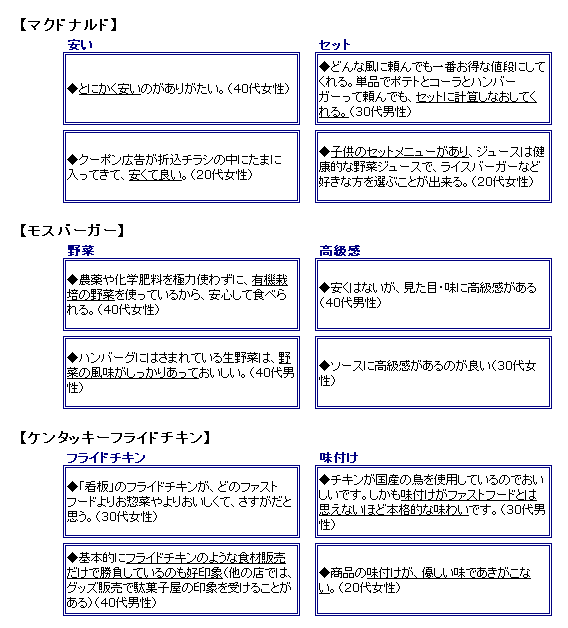 【マクドナルド】
安い
◆とにかく安いのがありがたい。(40代女性)
◆クーポン広告が折込チラシの中にたまに
入ってきて、安くて良い。(20代女性)
セット
◆どんな風に頼んでも一番お得な値段にして
くれる。単品でポテトとコーラとハンバー
ガーって頼んでも、セットに計算しなおしてく
れる。(30代男性)
◆子供のセットメニューがあり、ジュースは健
康的な野菜ジュースで、ライスバーガーなど
好きな方を選ぶことが出来る。(20代女性)
【モスバーガー】
野菜
◆農薬や化学肥料を極力使わずに、有機栽
培の野菜を使っているから、安心して食べら
れる。(40代女性)
◆ハンバーグにはさまれている生野菜は、野
菜の風味がしっかりあっておいしい。(40代男
性)
高級感
◆安くはないが、見た目・味に高級感がある
(40代男性)
◆ソースに高級感があるのが良い(30代女
性)
【ケンタッキーフライドチキン】
フライドチキン
◆「看板」のフライドチキンが、どのファスト
フードよりお惣菜やよりおいしくて、さすがだと
思う。(30代女性)
◆基本的にフライドチキンのような食材販売
だけで勝負しているのも好印象(他の店では、
グッズ販売で駄菓子屋の印象を受けることが
ある)(40代男性)
味付け
◆チキンが国産の鳥を使用しているのでおい
しいです。しかも味付けがファストフードとは
思えないほど本格的な味わいです。(30代男
性)
◆商品の味付けが、優しい味であきがこな
い。(20代女性)